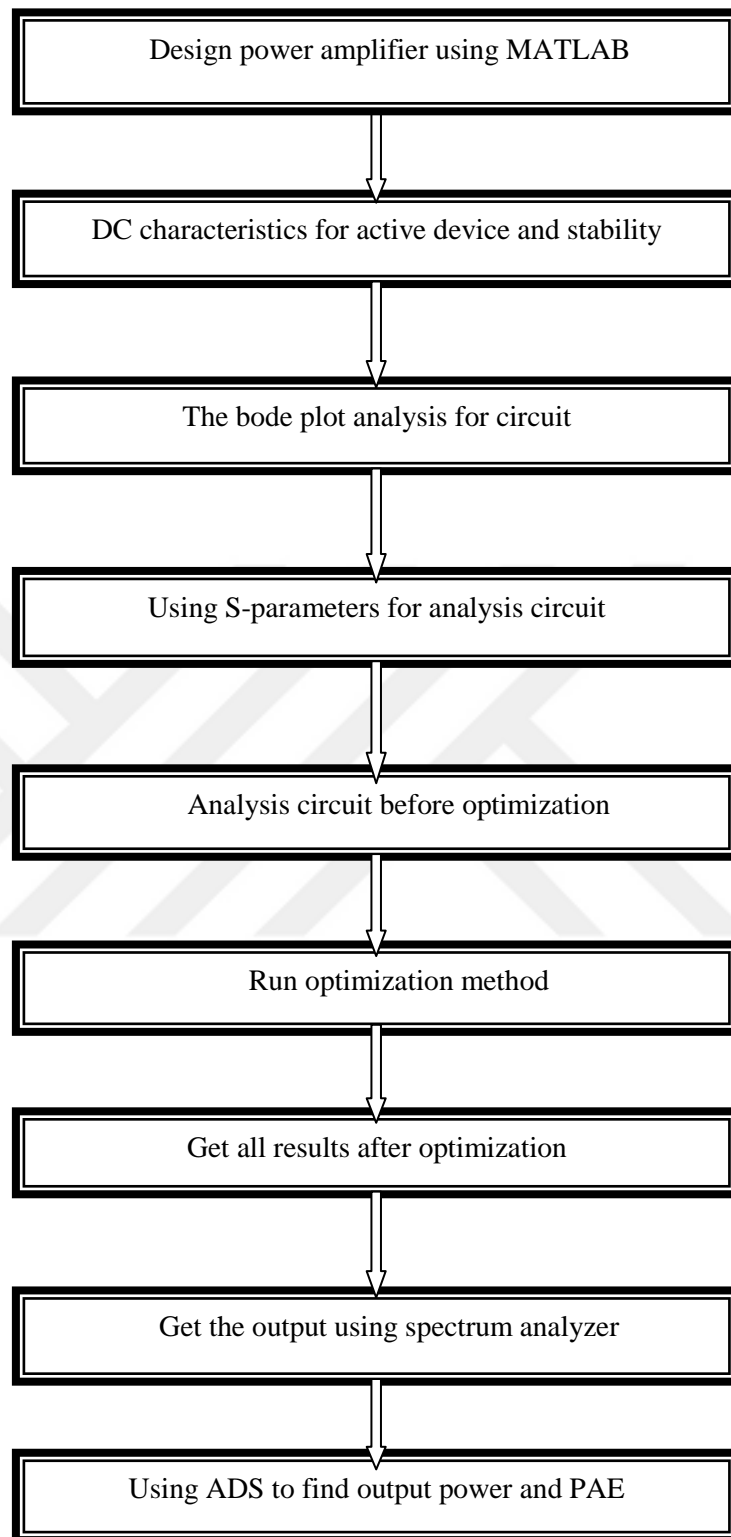 Design power amplifier using MATLAB
DC characteristics for active device and stability
The bode plot analysis for circuit
Using S-parameters for analysis circuit
Analysis circuit before optimization
Run optimization method
Get all results after optimization
Get the output using spectrum analyzer
Using ADS to find output power and PAE